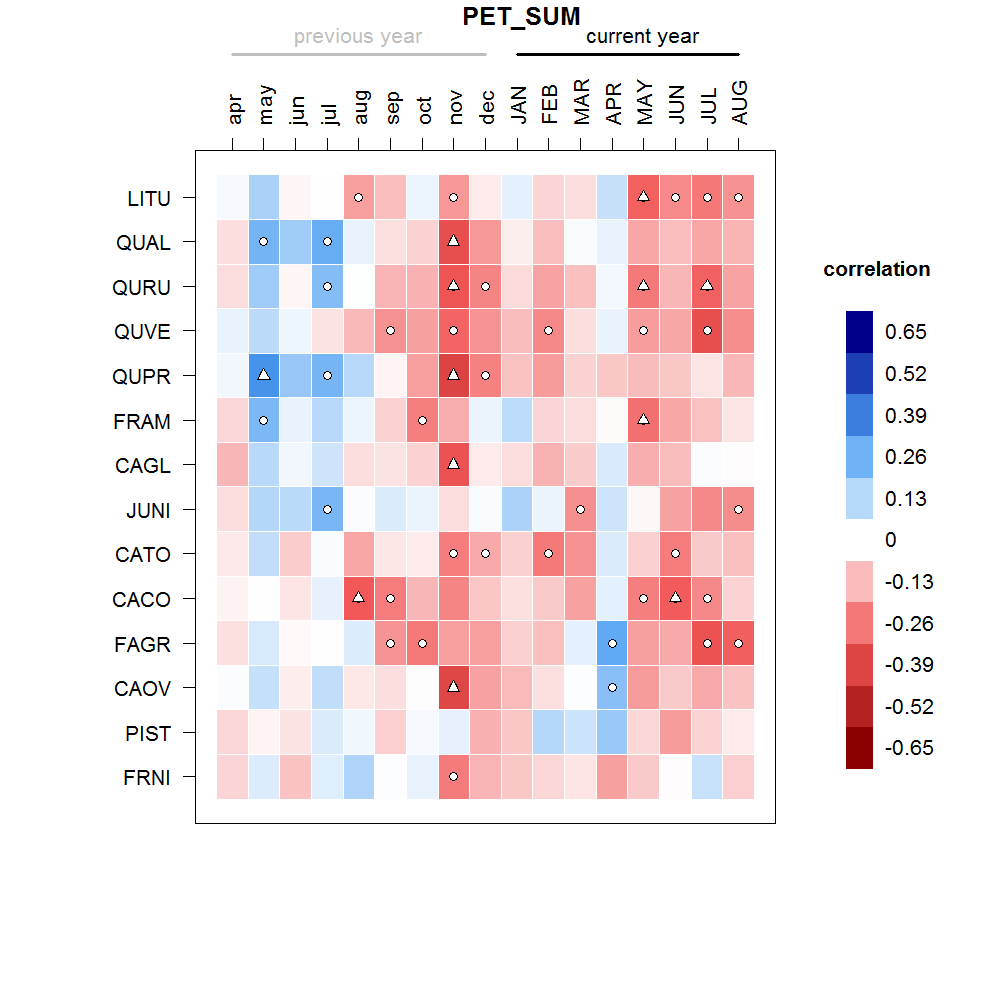 PET_SUM
previous year current year
apr may jun jul aug sep oct nov dec JAN FEB MAR APR MAY JUN JUL AUG
LITU
QUAL
QURU
QUVE
QUPR
FRAM
CAGL
JUNI
CATO
CACO
FAGR
CAOV
PIST
FRNI
correlation
0.65
0.52
0.39
0.26
0.13
0
-0.13
-0.26
-0.39
-0.52
-0.65